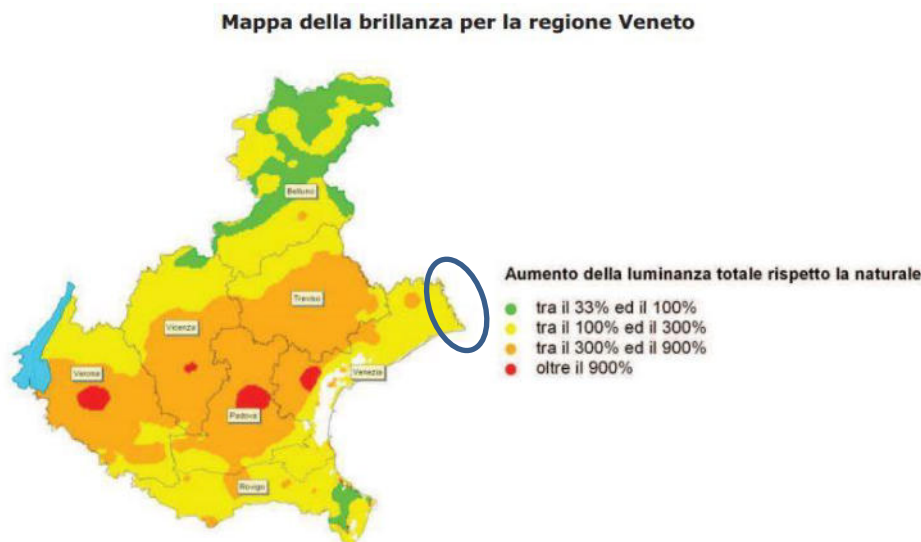 Mappa della brillanza per la regione Veneto
Belluno
Treviso
Vicenza
Verona
Venezia
Padova
Rovigo
Aumento della luminanza totale rispetto la naturale
tra il 33% ed il 100%
tra il 100% ed il 300%
tra il 300% ed il 900%
oltre il 900%